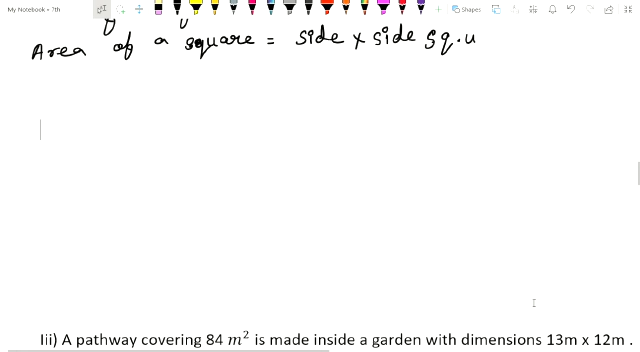 My Notebook • 7th
Shapes
Area of a square = side x side Sq.u
Iii) A pathway covering 84 m² is made inside a garden with dimensions 13m x 12m .